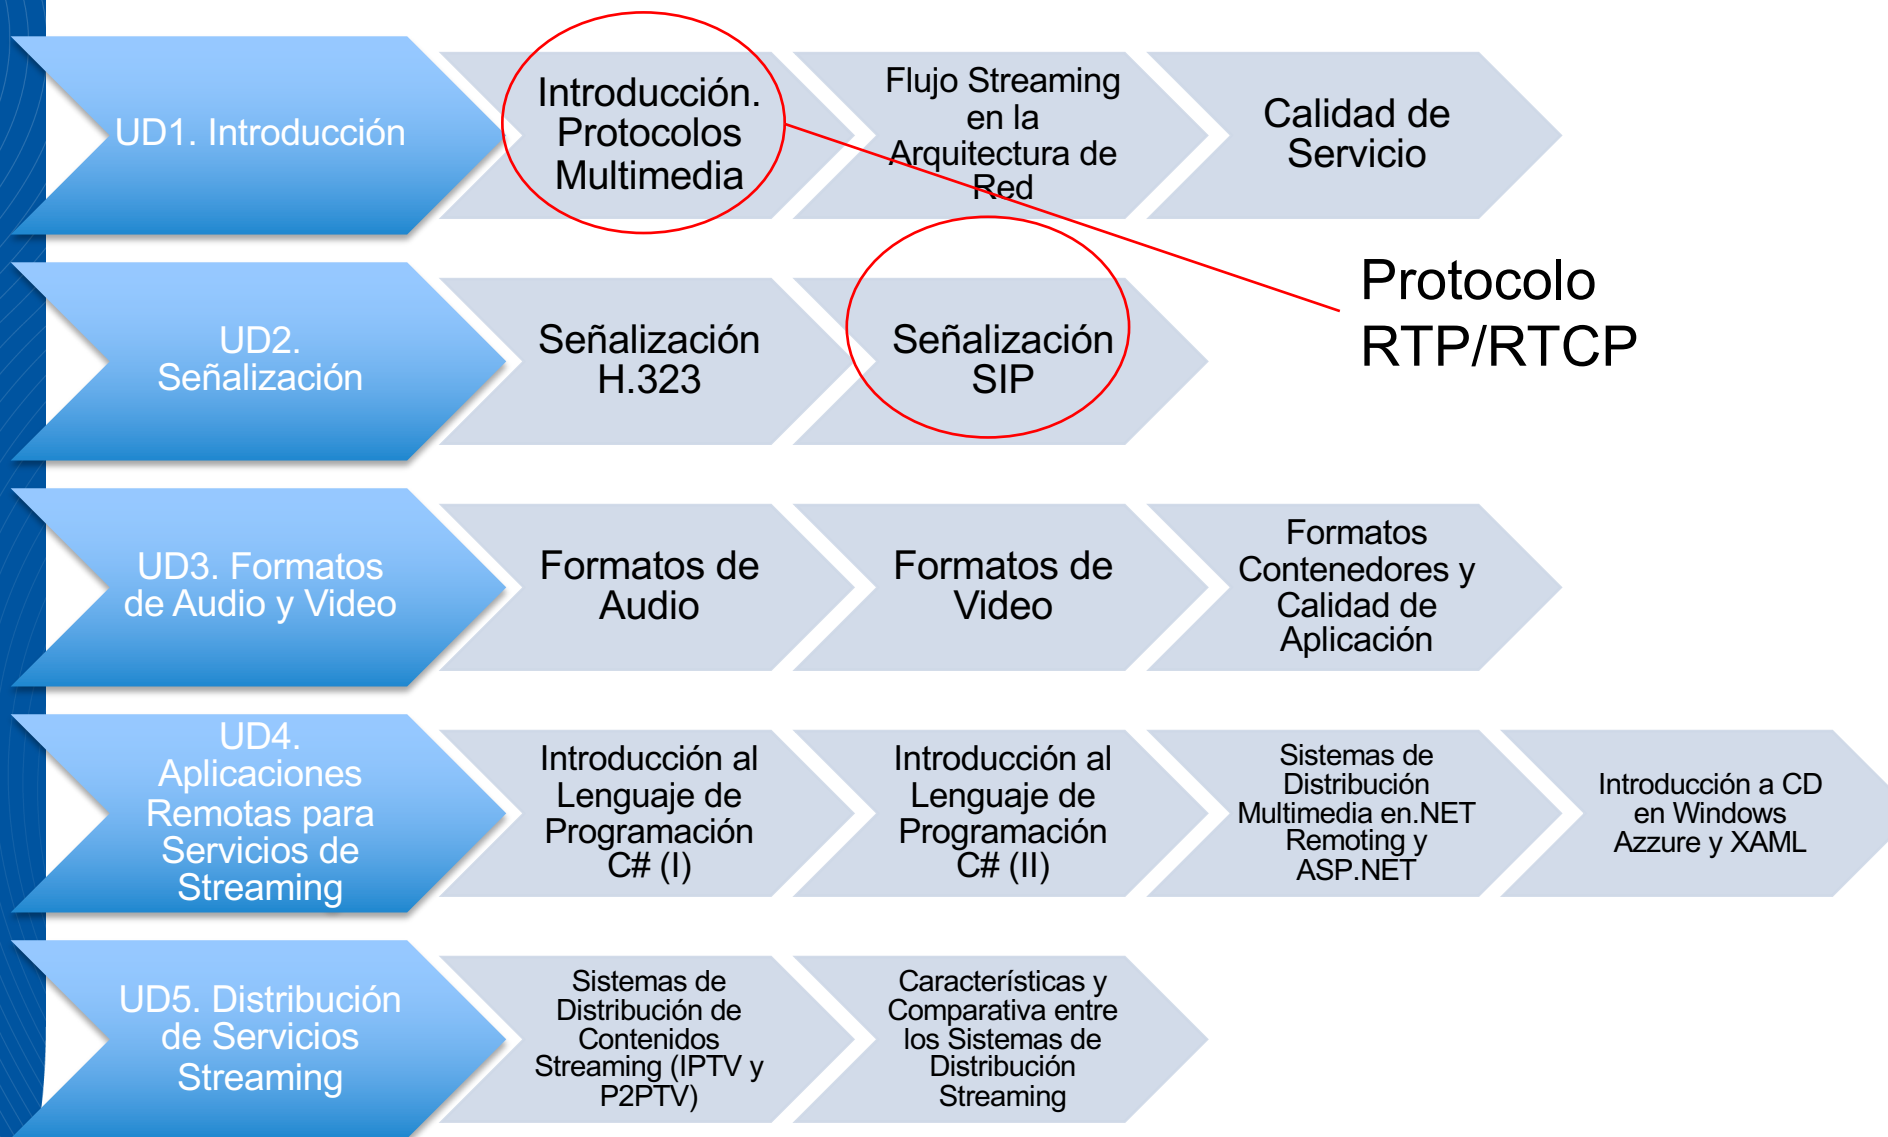 UD1. Introducción
Introducción.
Protocolos
Multimedia
Flujo Streaming
en la
Arquitectura de
Red
Calidad de
Servicio
Protocolo
RTP/RTCP
UD2.
Señalización
Señalización
H.323
Señalización
SIP
UD3. Formatos
de Audio y Video
Formatos de
Audio
Formatos de
Video
Formatos
Contenedores y
Calidad de
Aplicación
UD4.
Aplicaciones
Remotas para
Servicios de
Streaming
Introducción al
Lenguaje de
Programación
C# (I)
Introducción al
Lenguaje de
Programación
C# (II)
Sistemas de
Distribución
Multimedia en.NET
Remoting y
ASP.NET
Introducción a CD
en Windows
Azzure y XAML
UD5. Distribución
de Servicios
Streaming
Sistemas de
Distribución de
Contenidos
Streaming (IPTV y
P2PTV)
Características y
Comparativa entre
los Sistemas de
Distribución
Streaming